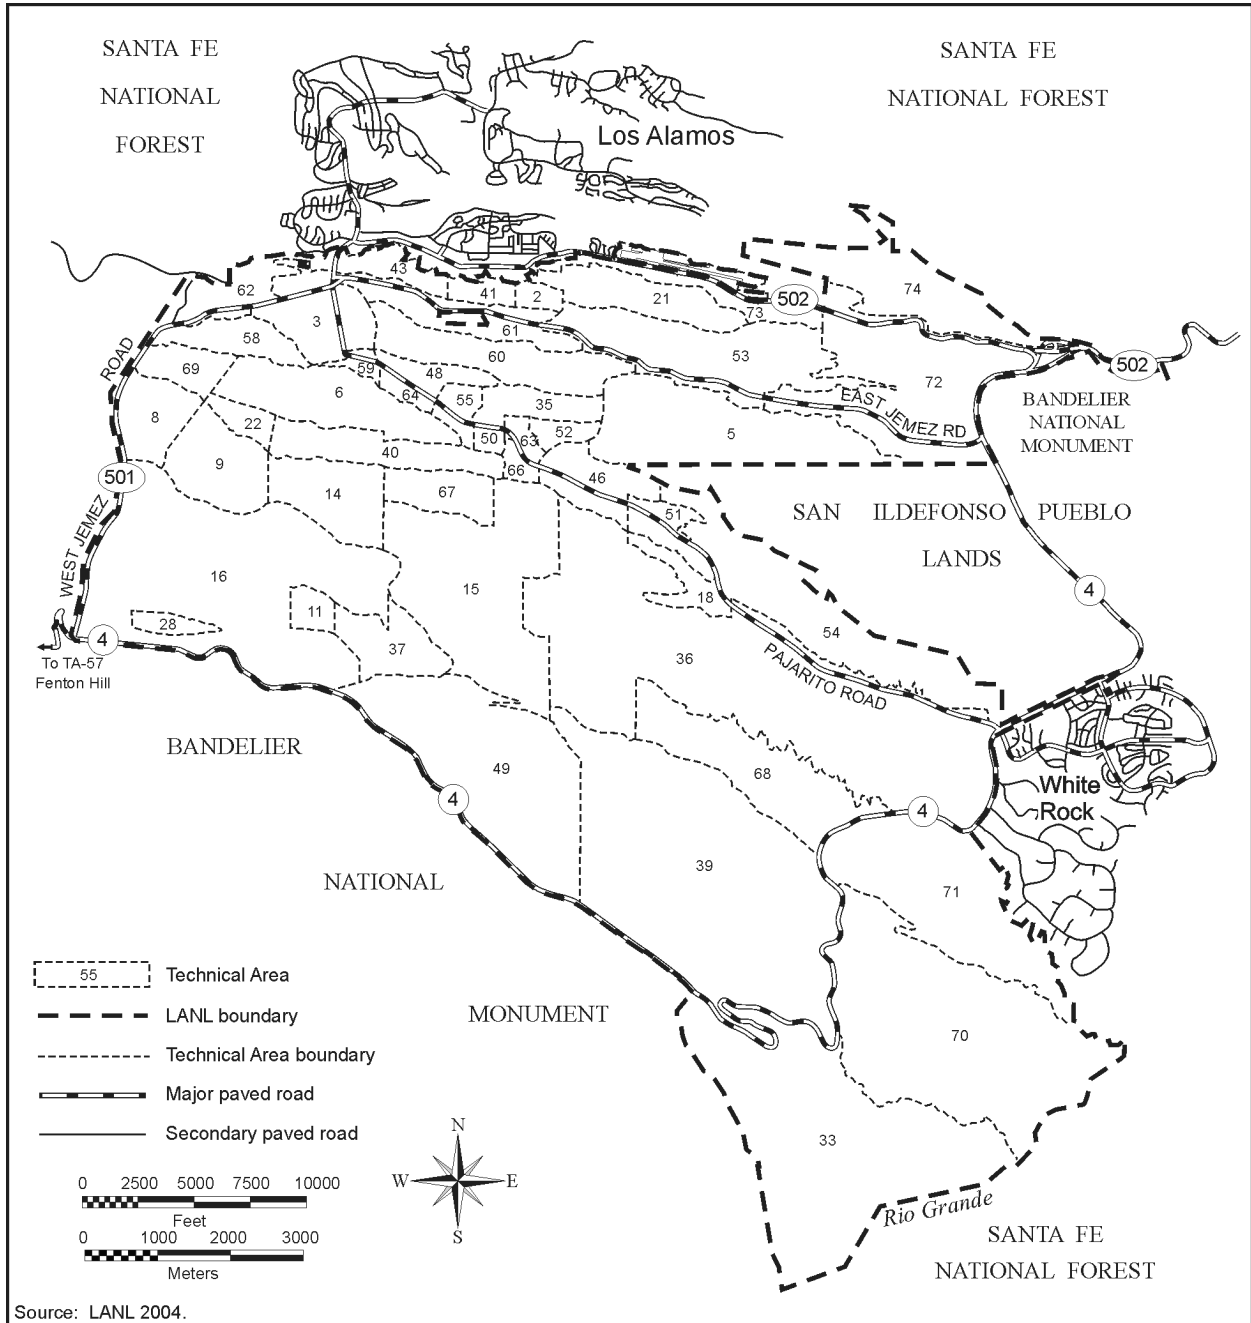 SANTA FE
NATIONAL
FOREST
SANTA FE
NATIONAL FOREST
Los Alamos
43
62
41
2
21
73
502
74
3
58
61
60
53
502
69
59
48
6
64
55
35
72
EAST JEMEZ RD
BANDELIER
NATIONAL
MONUMENT
ROAD
8
22
50
63
52
5
9
40
66
46
501
14
67
51
SAN ILDEFONSO PUEBLO
LANDS
WEST JEMEZ
16
15
18
4
28
11
54
4
37
36
PAJARITO ROAD
To TA-57
Fenton Hill
BANDELIER
49
68
4
4
White
Rock
39
71
NATIONAL
MONUMENT
70
33
55 Technical Area
LANL boundary
Technical Area boundary
Major paved road
Secondary paved road
0 2500 5000 7500 10000
Feet
0 1000 2000 3000
Meters
N
W E
S
Rio Grande
SANTA FE
NATIONAL FOREST
Source: LANL 2004.